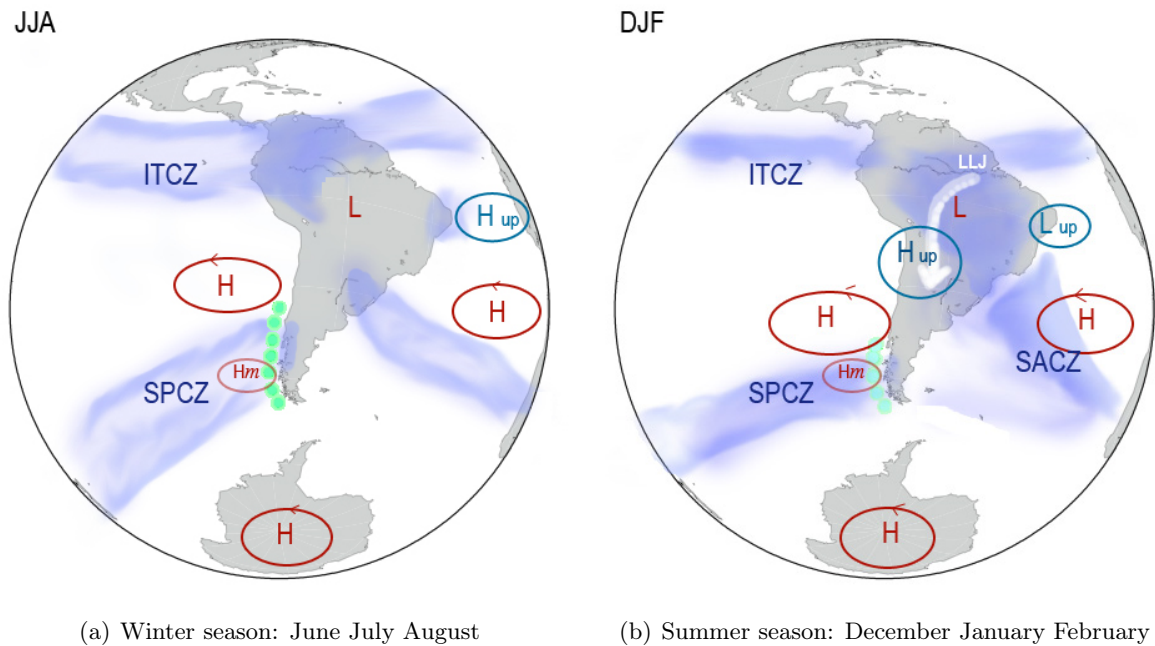 JJA
ITCZ
L
H up
H
H
SPCZ
Hm
H
(a) Winter season: June July August
DJF
ITCZ
LLJ
L
L up
H up
H
H
SACZ
SPCZ
Hm
H
(b) Summer season: December January February